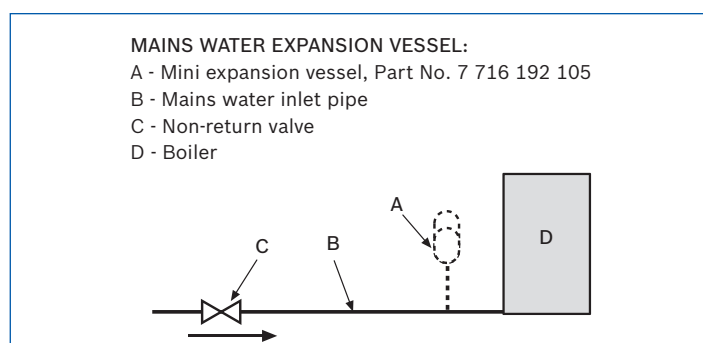 MAINS WATER EXPANSION VESSEL:
A - Mini expansion vessel, Part No. 7 716 192 105
B - Mains water inlet pipe
C - Non-return valve
D - Boiler
A
C
B
D